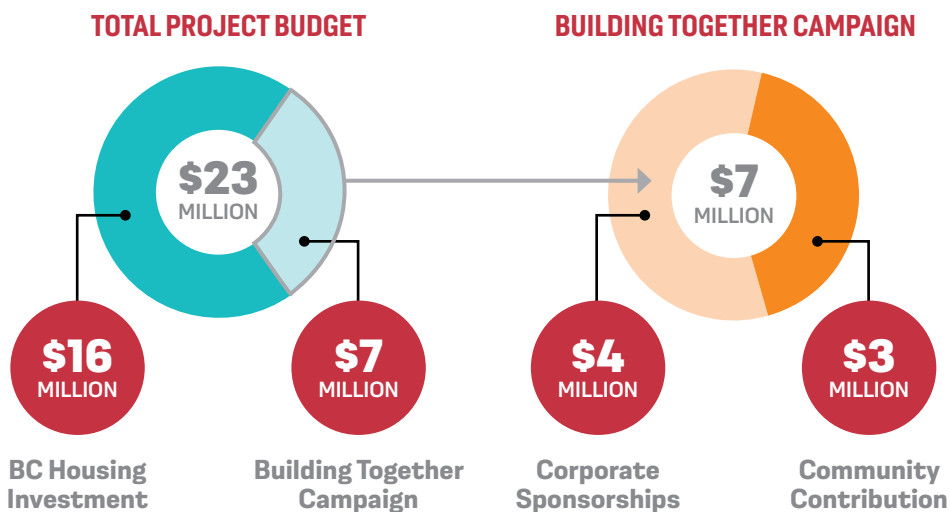 TOTAL PROJECT BUDGET
$23
MILLION
$16
MILLION
BC Housing
Investment
$7
MILLION
Building Together
Campaign
BUILDING TOGETHER CAMPAIGN
$7
MILLION
$4
MILLION
Corporate
Sponsorships
$3
MILLION
Community
Contribution